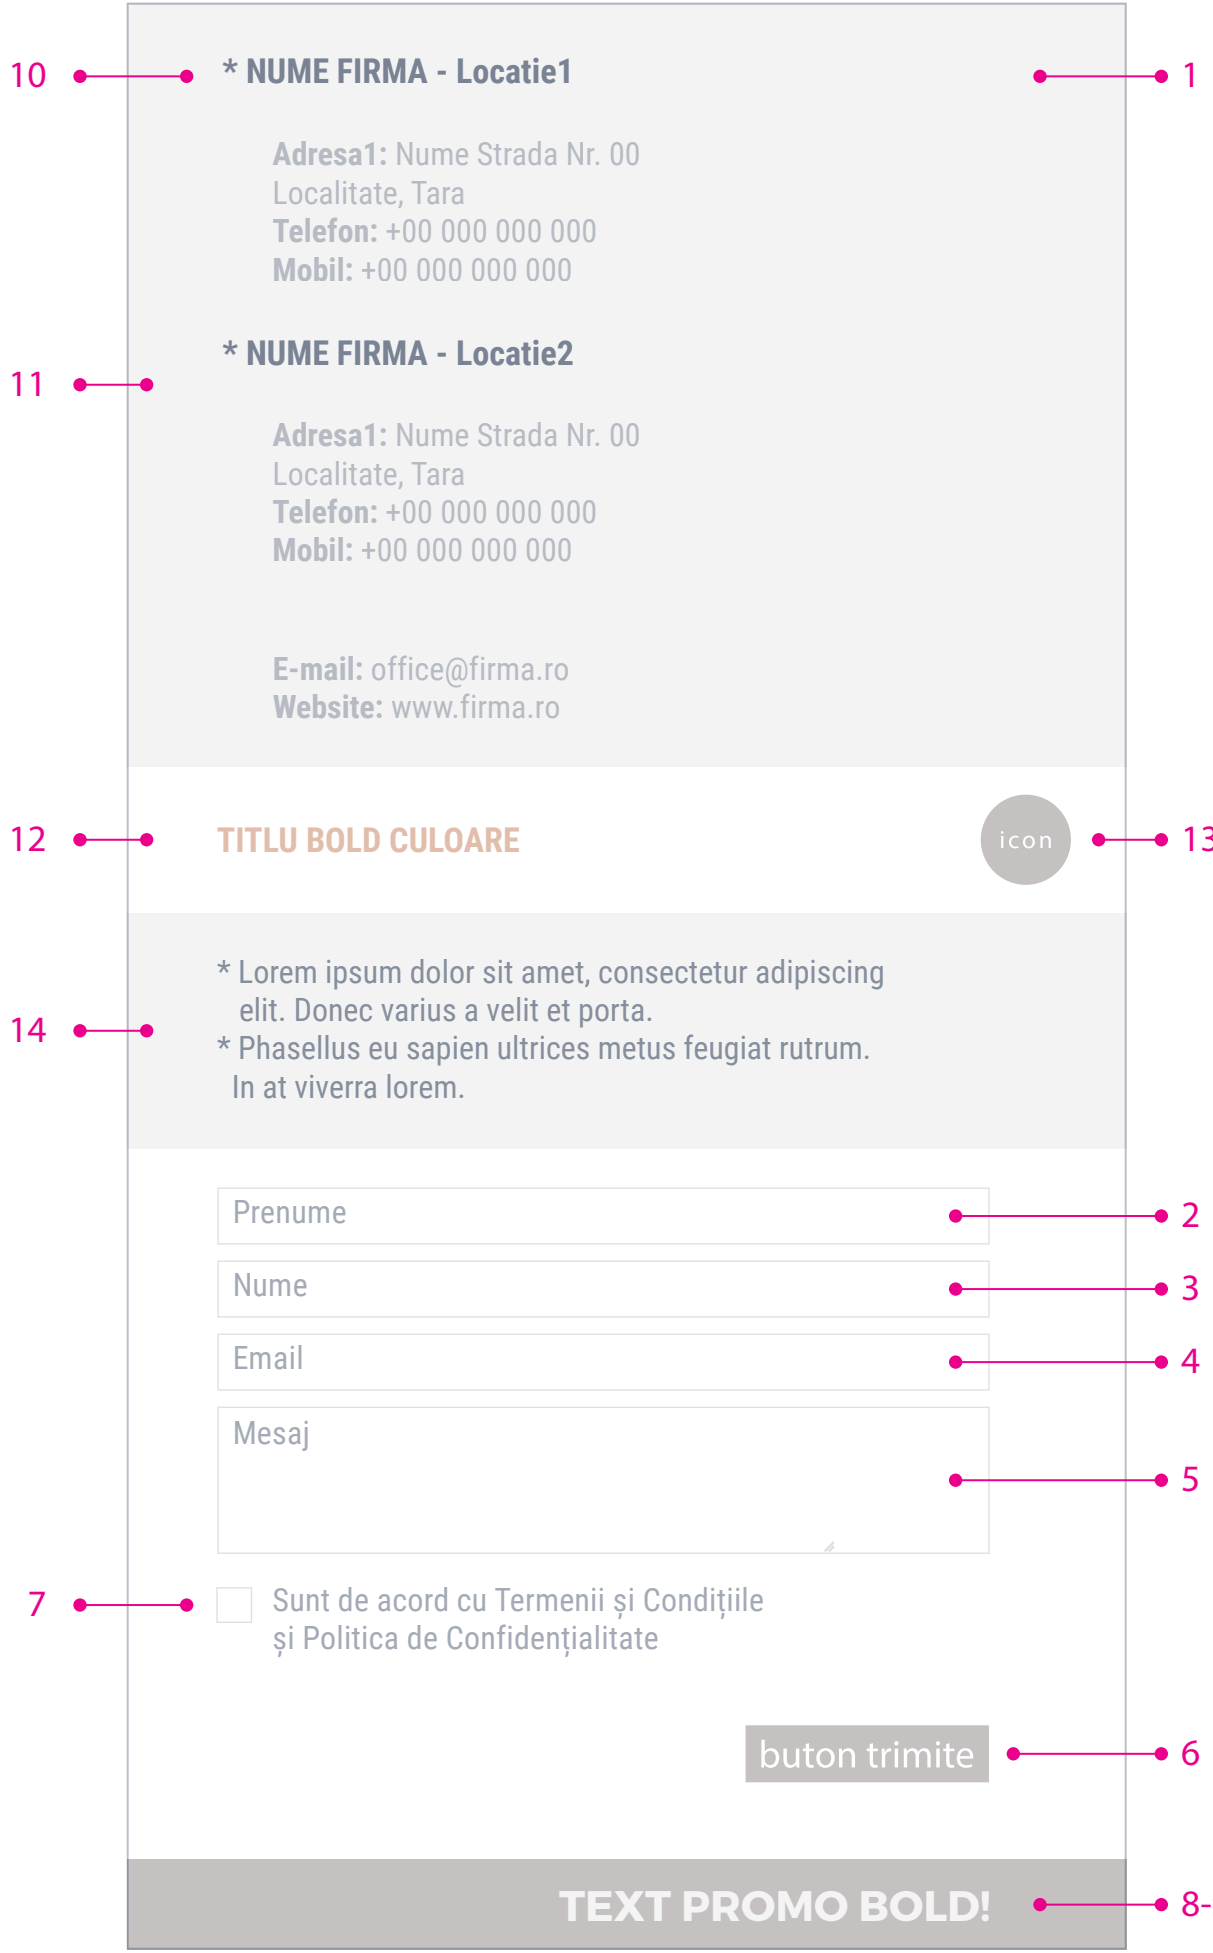 10 * NUME FIRMA - Locatie1 1
Adresa1: Nume Strada Nr. 00
Localitate, Tara
Telefon: +00 000 000 000
Mobil: +00 000 000 000
* NUME FIRMA - Locatie2
11
Adresa1: Nume Strada Nr. 00
Localitate, Tara
Telefon: +00 000 000 000
Mobil: +00 000 000 000
E-mail: office@firma.ro
Website: www.firma.ro
12 TITLU BOLD CULOARE icon 13
* Lorem ipsum dolor sit amet, consectetur adipiscing
elit. Donec varius a velit et porta.
14
* Phasellus eu sapien ultrices metus feugiat rutrum.
In at viverra lorem.
Prenume 2
Nume 3
Email 4
Mesaj
5
7 Sunt de acord cu Termenii și Condițiile
și Politica de Confidențialitate
buton trimite 6
TEXT PROMO BOLD! 8-